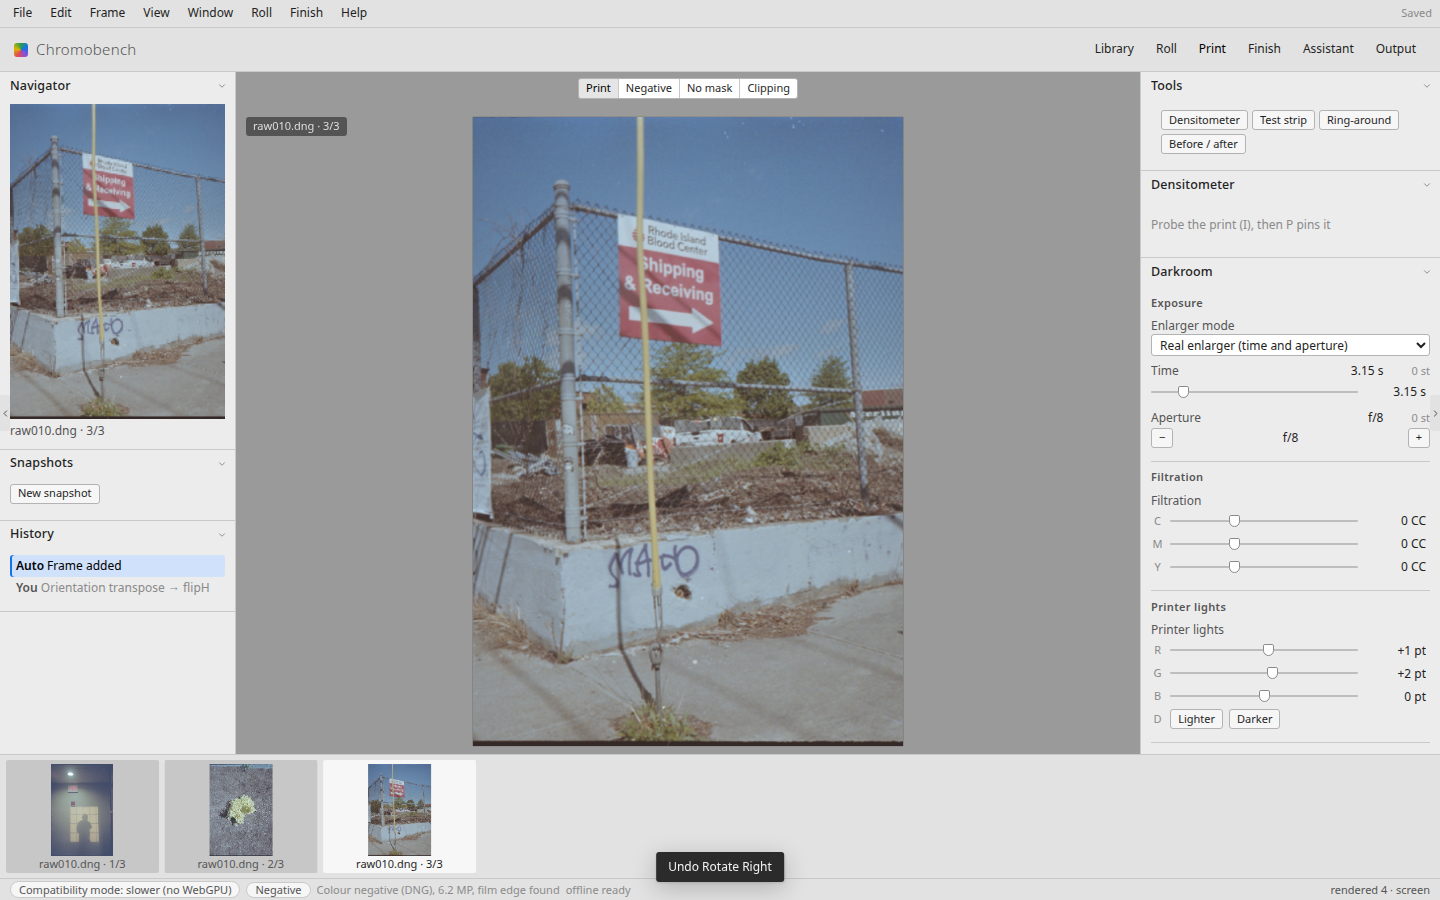 File Edit Frame View Window Roll Finish Help
Saved
Chromobench
Library Roll Print Finish Assistant Output
Navigator
raw010.dng · 3/3
Snapshots
New snapshot
History
Auto Frame added
You Orientation transpose → flipH
Print Negative No mask Clipping
raw010.dng · 3/3
Rhode Island
Blood Center
Shipping
& Receiving
Tools
Densitometer Test strip Ring-around
Before / after
Densitometer
Probe the print (I), then P pins it
Darkroom
Exposure
Enlarger mode
Real enlarger (time and aperture)
Time 3.15 s 0 st
3.15 s
Aperture f/8 0 st
− f/8 +
Filtration
Filtration
C 0 CC
M 0 CC
Y 0 CC
Printer lights
Printer lights
R +1 pt
G +2 pt
B 0 pt
D Lighter Darker
raw010.dng · 1/3
raw010.dng · 2/3
raw010.dng · 3/3
Undo Rotate Right
Compatibility mode: slower (no WebGPU) Negative Colour negative (DNG), 6.2 MP, film edge found offline ready
rendered 4 · screen